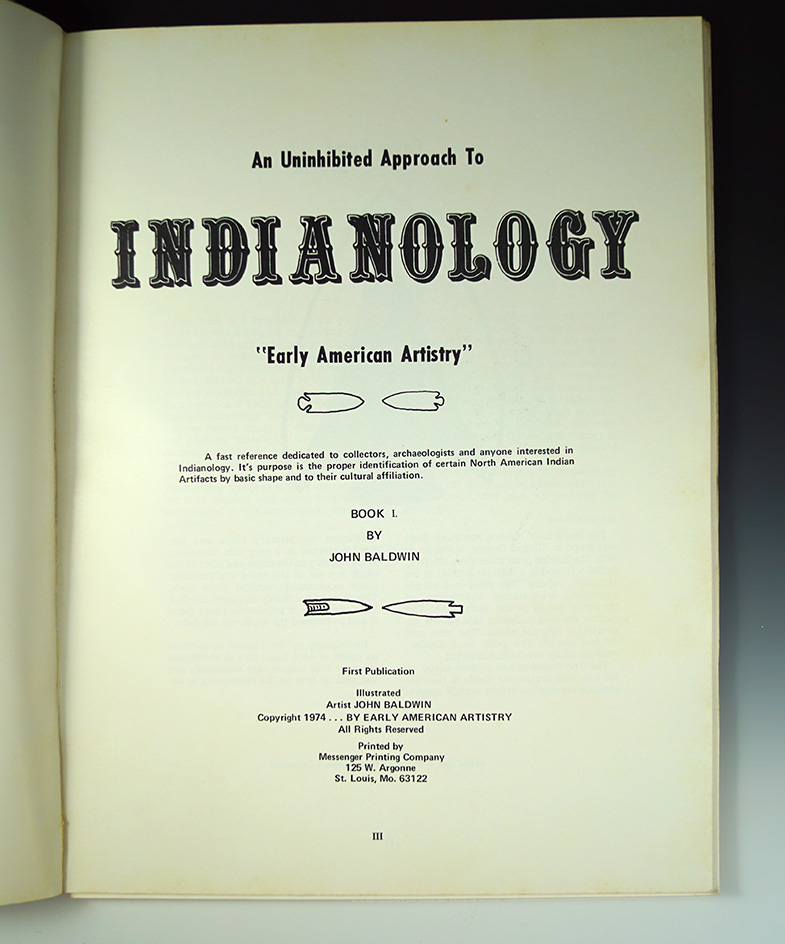 An Uninhibited Approach To
INDIANOLOGY
"Early American Artistry"
A fast reference dedicated to collectors, archaeologists and anyone interested in
Indianology. It's purpose is the proper identification of certain North American Indian
Artifacts by basic shape and to their cultural affiliation.
BOOK I.
BY
JOHN BALDWIN
First Publication
Illustrated
Artist JOHN BALDWIN
Copyright 1974 . . . BY EARLY AMERICAN ARTISTRY
All Rights Reserved
Printed by
Messenger Printing Company
125 W. Argonne
St. Louis, Mo. 63122
III